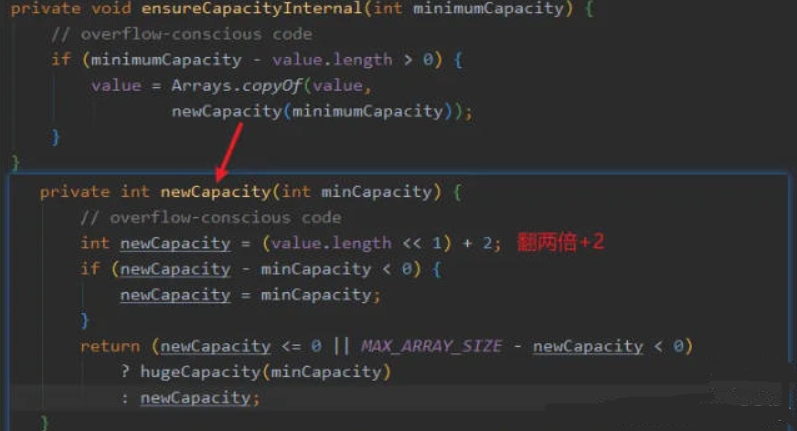 private void ensureCapacityInternal(int minimumCapacity) {
// overflow-conscious code
if (minimumCapacity - value.length > 0) {
value = Arrays.copyOf(value,
newCapacity(minimumCapacity));
}
}
private int newCapacity(int minCapacity) {
// overflow-conscious code
int newCapacity = (value.length << 1) + 2; 翻两倍+2
if (newCapacity - minCapacity < 0) {
newCapacity = minCapacity;
}
return (newCapacity <= 0 || MAX_ARRAY_SIZE - newCapacity < 0)
? hugeCapacity(minCapacity)
: newCapacity;
}